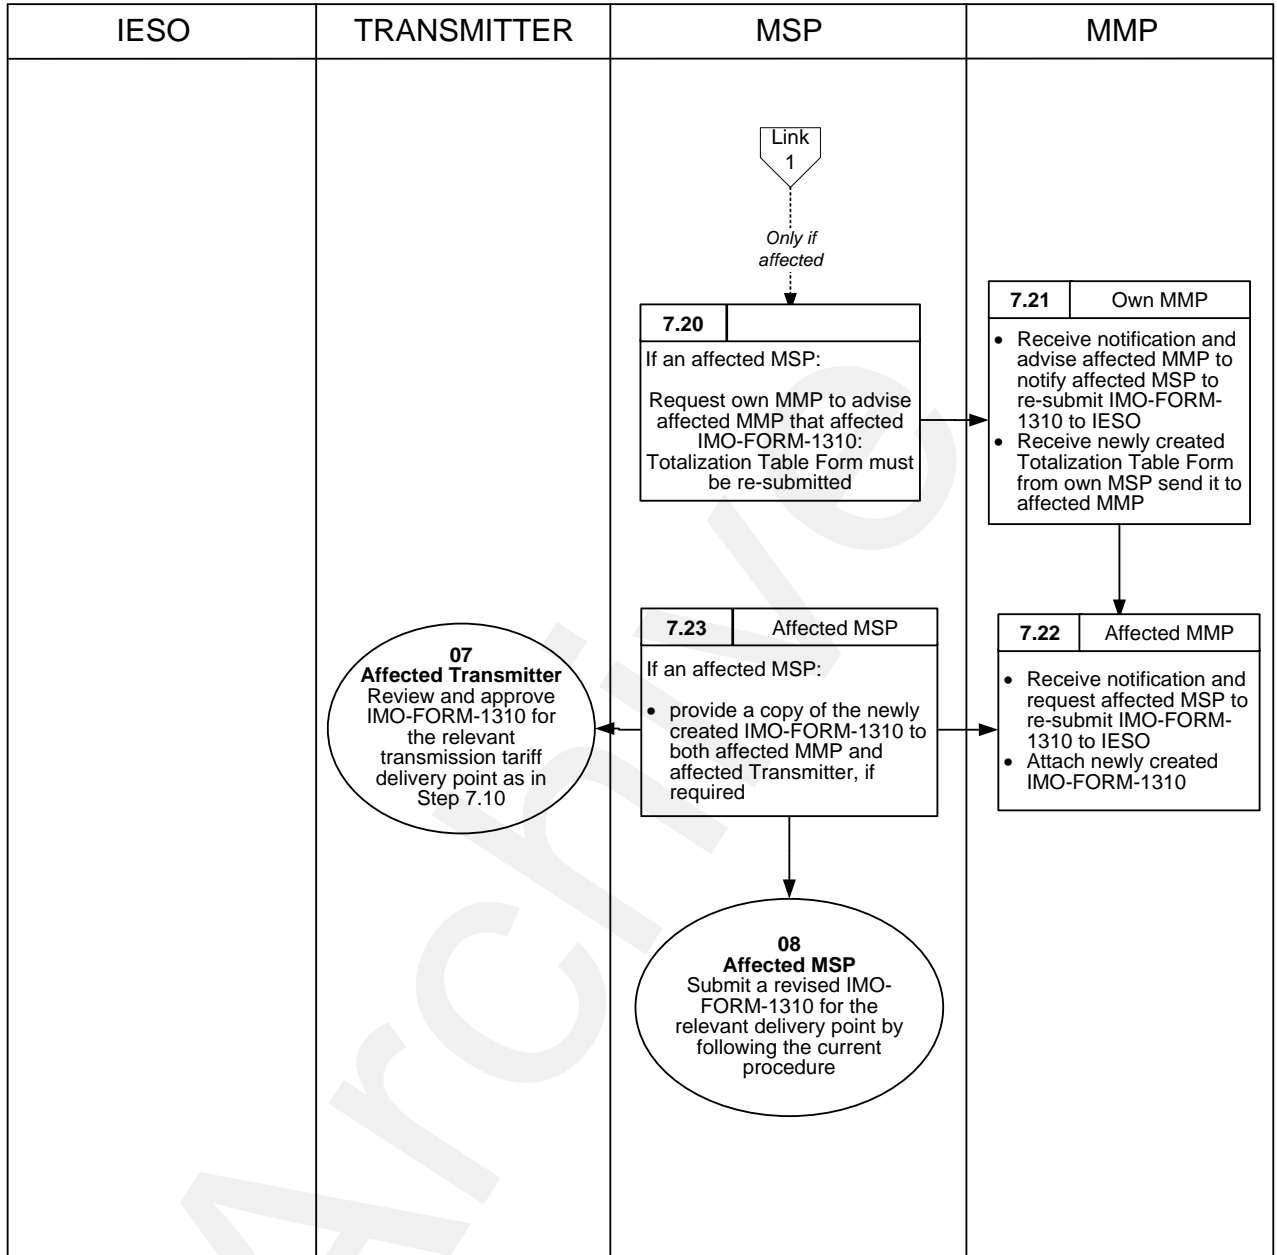 IESO
TRANSMITTER
MSP
MMP
Link
1
Only if
affected
7.20
If an affected MSP:
Request own MMP to advise
affected MMP that affected
IMO-FORM-1310:
Totalization Table Form must
be re-submitted
7.21 Own MMP
• Receive notification and
advise affected MMP to
notify affected MSP to
re-submit IMO-FORM-
1310 to IESO
• Receive newly created
Totalization Table Form
from own MSP send it to
affected MMP
07
Affected Transmitter
Review and approve
IMO-FORM-1310 for
the relevant
transmission tariff
delivery point as in
Step 7.10
7.23 Affected MSP
If an affected MSP:
• provide a copy of the newly
created IMO-FORM-1310 to
both affected MMP and
affected Transmitter, if
required
7.22 Affected MMP
• Receive notification and
request affected MSP to
re-submit IMO-FORM-
1310 to IESO
• Attach newly created
IMO-FORM-1310
08
Affected MSP
Submit a revised IMO-
FORM-1310 for the
relevant delivery point by
following the current
procedure
Archive